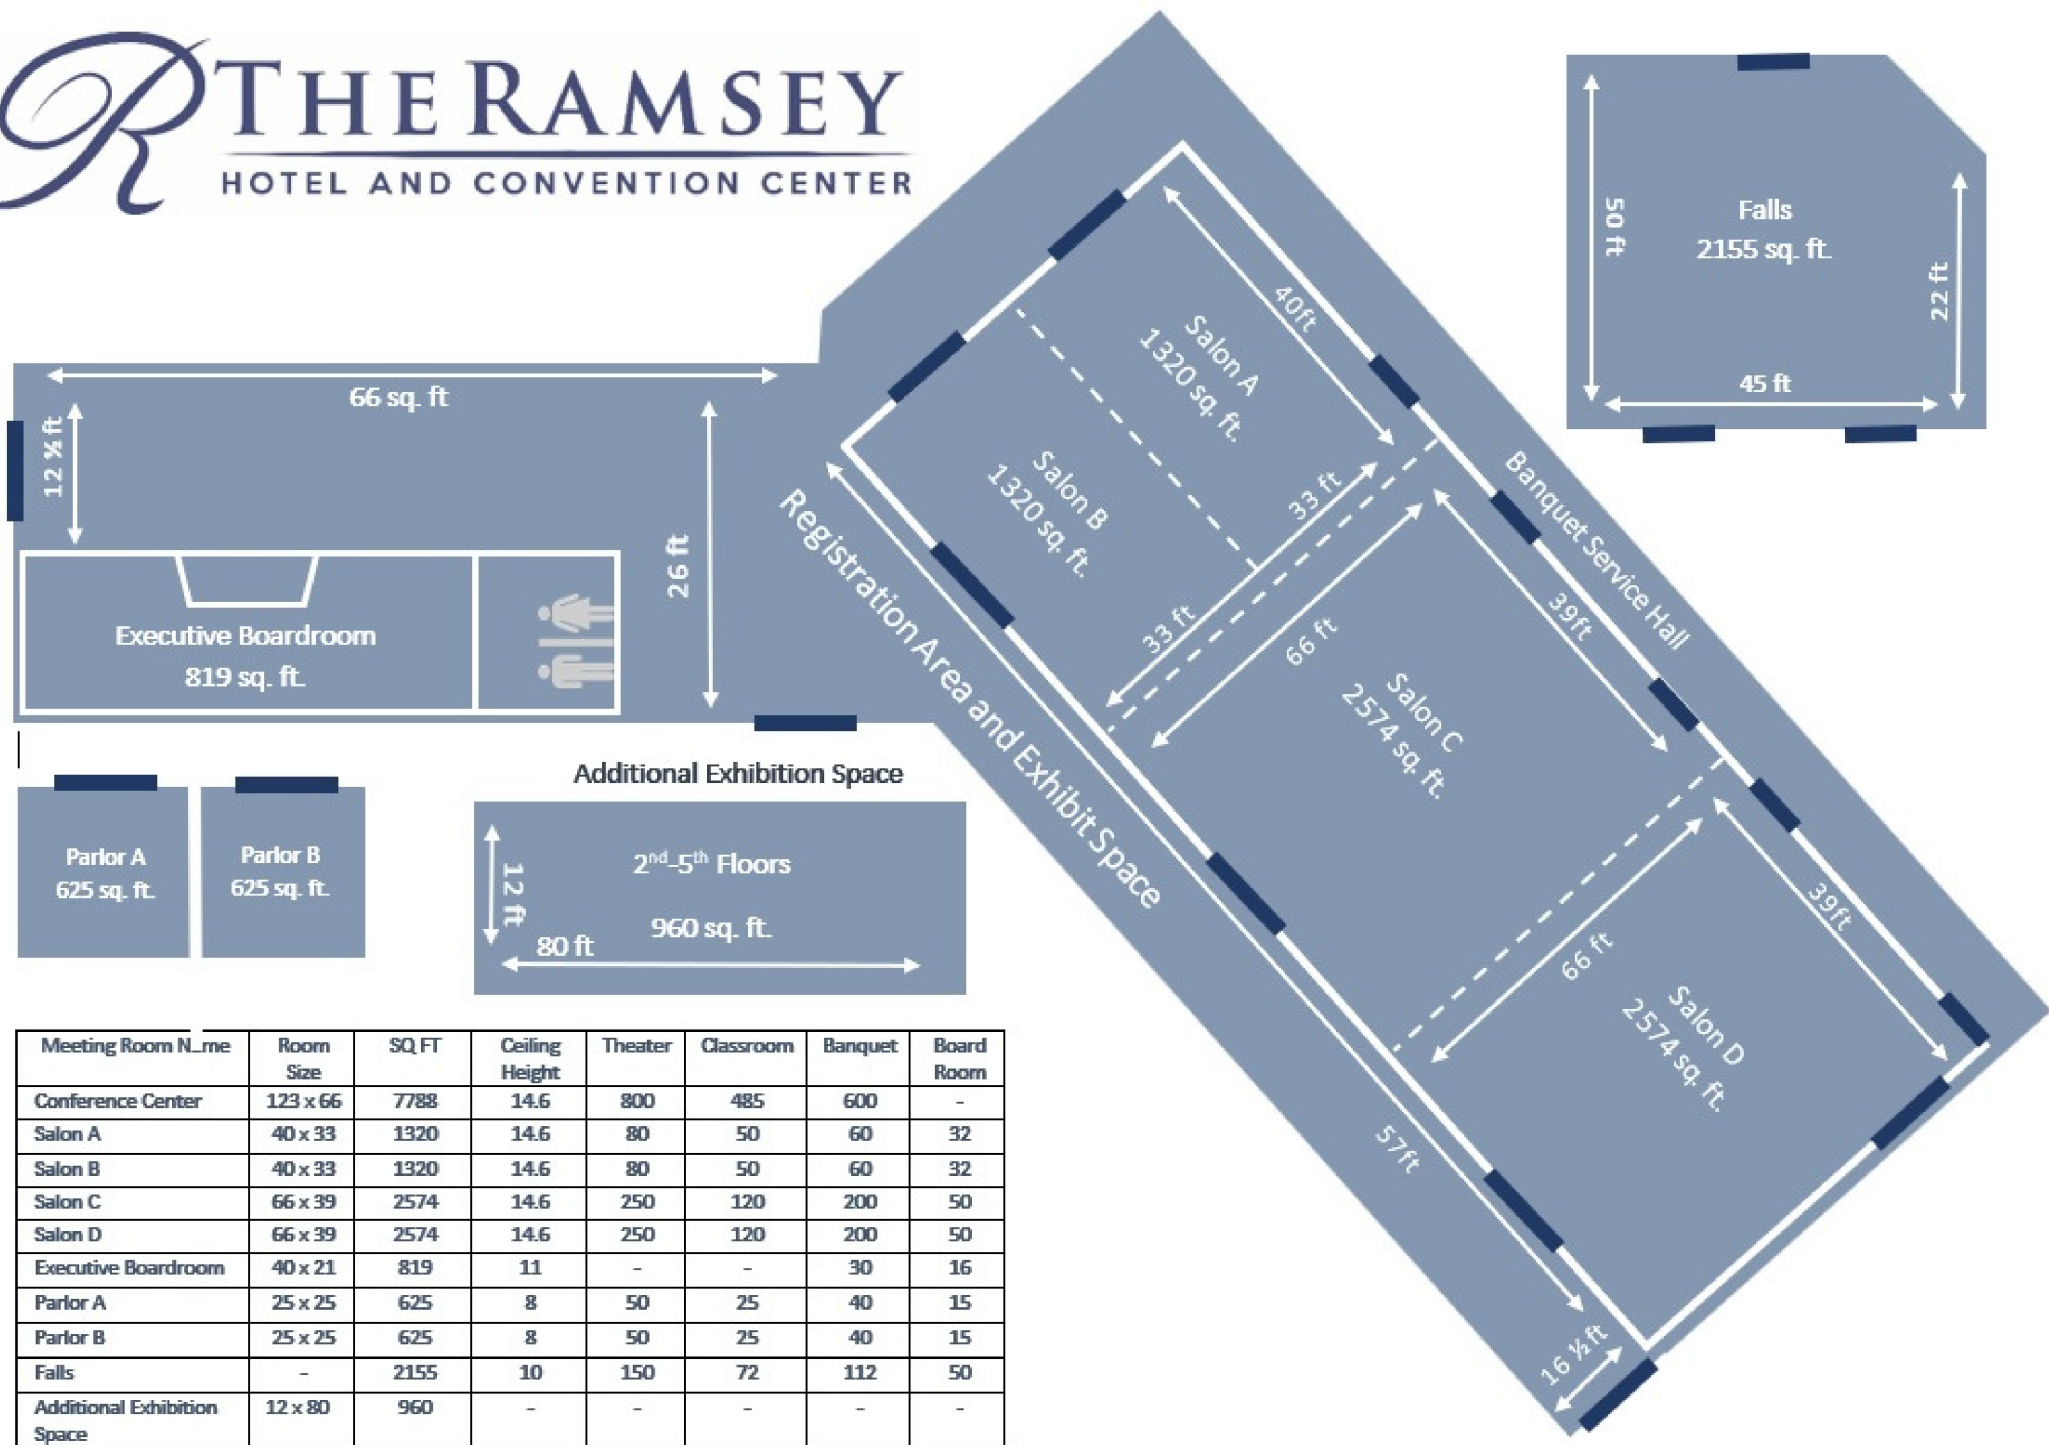 THE RAMSEY
HOTEL AND CONVENTION CENTER
66 sq. ft
12 ½ ft
26 ft
Executive Boardroom
819 sq. ft.
Parlor A
625 sq. ft.
Parlor B
625 sq. ft.
Additional Exhibition Space
2nd-5th Floors
960 sq. ft.
12 ft
80 ft
Salon A
1320 sq. ft.
40ft
Salon B
1320 sq. ft.
33 ft
33 ft
Salon C
2574 sq. ft.
66 ft
39ft
Salon D
2574 sq. ft.
66 ft
39ft
Banquet Service Hall
Registration Area and Exhibit Space
57ft
16 ½ ft
Falls
2155 sq. ft.
50 ft
22 ft
45 ft
Meeting Room N_me Room Size SQ FT Ceiling Height Theater Classroom Banquet Board Room
Conference Center 123 x 66 7788 14.6 800 485 600 -
Salon A 40 x 33 1320 14.6 80 50 60 32
Salon B 40 x 33 1320 14.6 80 50 60 32
Salon C 66 x 39 2574 14.6 250 120 200 50
Salon D 66 x 39 2574 14.6 250 120 200 50
Executive Boardroom 40 x 21 819 11 - - 30 16
Parlor A 25 x 25 625 8 50 25 40 15
Parlor B 25 x 25 625 8 50 25 40 15
Falls - 2155 10 150 72 112 50
Additional Exhibition Space 12 x 80 960 - - - - -